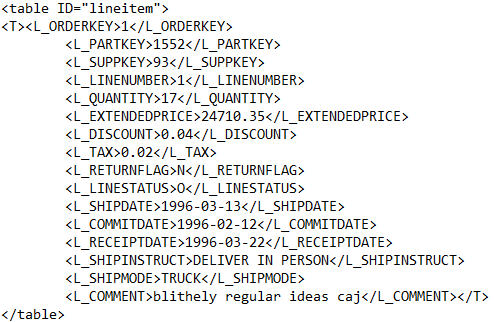 <table ID="lineitem">
<T><L_ORDERKEY>1</L_ORDERKEY>
<L_PARTKEY>1552</L_PARTKEY>
<L_SUPPKEY>93</L_SUPPKEY>
<L_LINENUMBER>1</L_LINENUMBER>
<L_QUANTITY>17</L_QUANTITY>
<L_EXTENDEDPRICE>24710.35</L_EXTENDEDPRICE>
<L_DISCOUNT>0.04</L_DISCOUNT>
<L_TAX>0.02</L_TAX>
<L_RETURNFLAG>N</L_RETURNFLAG>
<L_LINESTATUS>O</L_LINESTATUS>
<L_SHIPDATE>1996-03-13</L_SHIPDATE>
<L_COMMITDATE>1996-02-12</L_COMMITDATE>
<L_RECEIPTDATE>1996-03-22</L_RECEIPTDATE>
<L_SHIPINSTRUCT>DELIVER IN PERSON</L_SHIPINSTRUCT>
<L_SHIPMODE>TRUCK</L_SHIPMODE>
<L_COMMENT>blithely regular ideas caj</L_COMMENT></T>
</table>